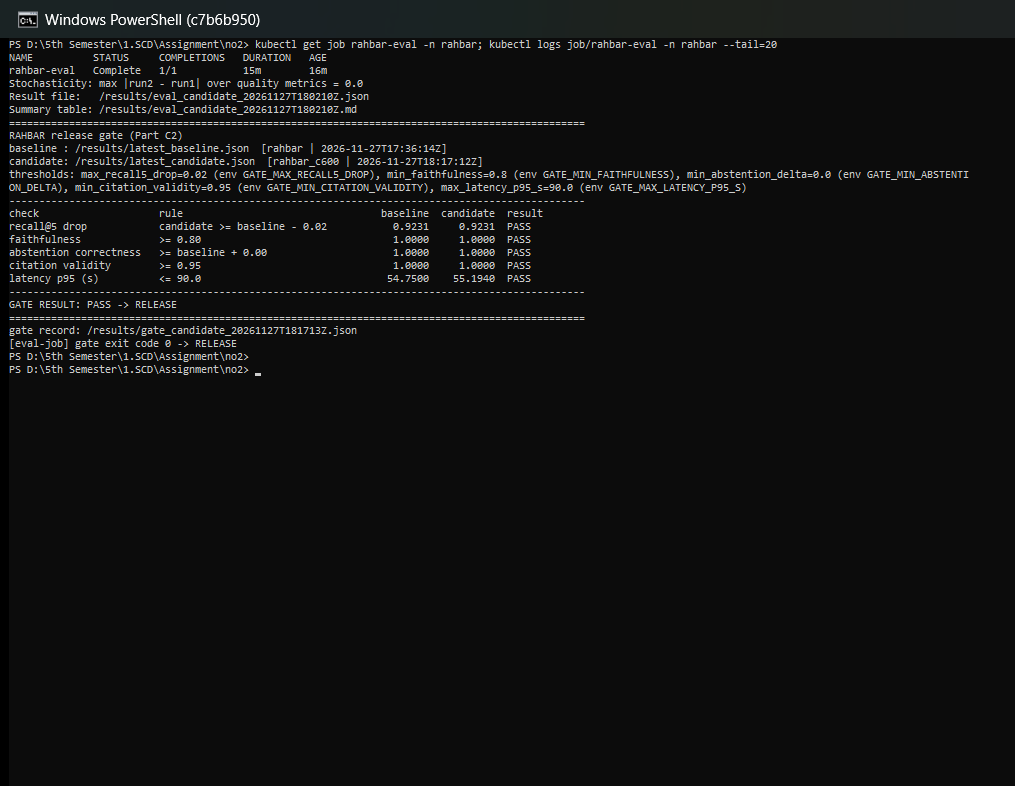 Windows PowerShell (c7b6b950)
PS D:\5th Semester\1.SCD\Assignment\no2> kubectl get job rahbar-eval -n rahbar; kubectl logs job/rahbar-eval -n rahbar --tail=20
NAME STATUS COMPLETIONS DURATION AGE
rahbar-eval Complete 1/1 15m 16m
Stochasticity: max |run2 - run1| over quality metrics = 0.0
Result file: /results/eval_candidate_20261127T180210Z.json
Summary table: /results/eval_candidate_20261127T180210Z.md
================================================================================================
RAHBAR release gate (Part C2)
baseline : /results/latest_baseline.json [rahbar | 2026-11-27T17:36:14Z]
candidate: /results/latest_candidate.json [rahbar_c600 | 2026-11-27T18:17:12Z]
thresholds: max_recall5_drop=0.02 (env GATE_MAX_RECALL5_DROP), min_faithfulness=0.8 (env GATE_MIN_FAITHFULNESS), min_abstention_delta=0.0 (env GATE_MIN_ABSTENTI
ON_DELTA), min_citation_validity=0.95 (env GATE_MIN_CITATION_VALIDITY), max_latency_p95_s=90.0 (env GATE_MAX_LATENCY_P95_S)
------------------------------------------------------------------------------------------------
check rule baseline candidate result
recall@5 drop candidate >= baseline - 0.02 0.9231 0.9231 PASS
faithfulness >= 0.80 1.0000 1.0000 PASS
abstention correctness >= baseline + 0.00 1.0000 1.0000 PASS
citation validity >= 0.95 1.0000 1.0000 PASS
latency p95 (s) <= 90.0 54.7500 55.1940 PASS
------------------------------------------------------------------------------------------------
GATE RESULT: PASS -> RELEASE
================================================================================================
gate record: /results/gate_candidate_20261127T181713Z.json
[eval-job] gate exit code 0 -> RELEASE
PS D:\5th Semester\1.SCD\Assignment\no2>
PS D:\5th Semester\1.SCD\Assignment\no2>